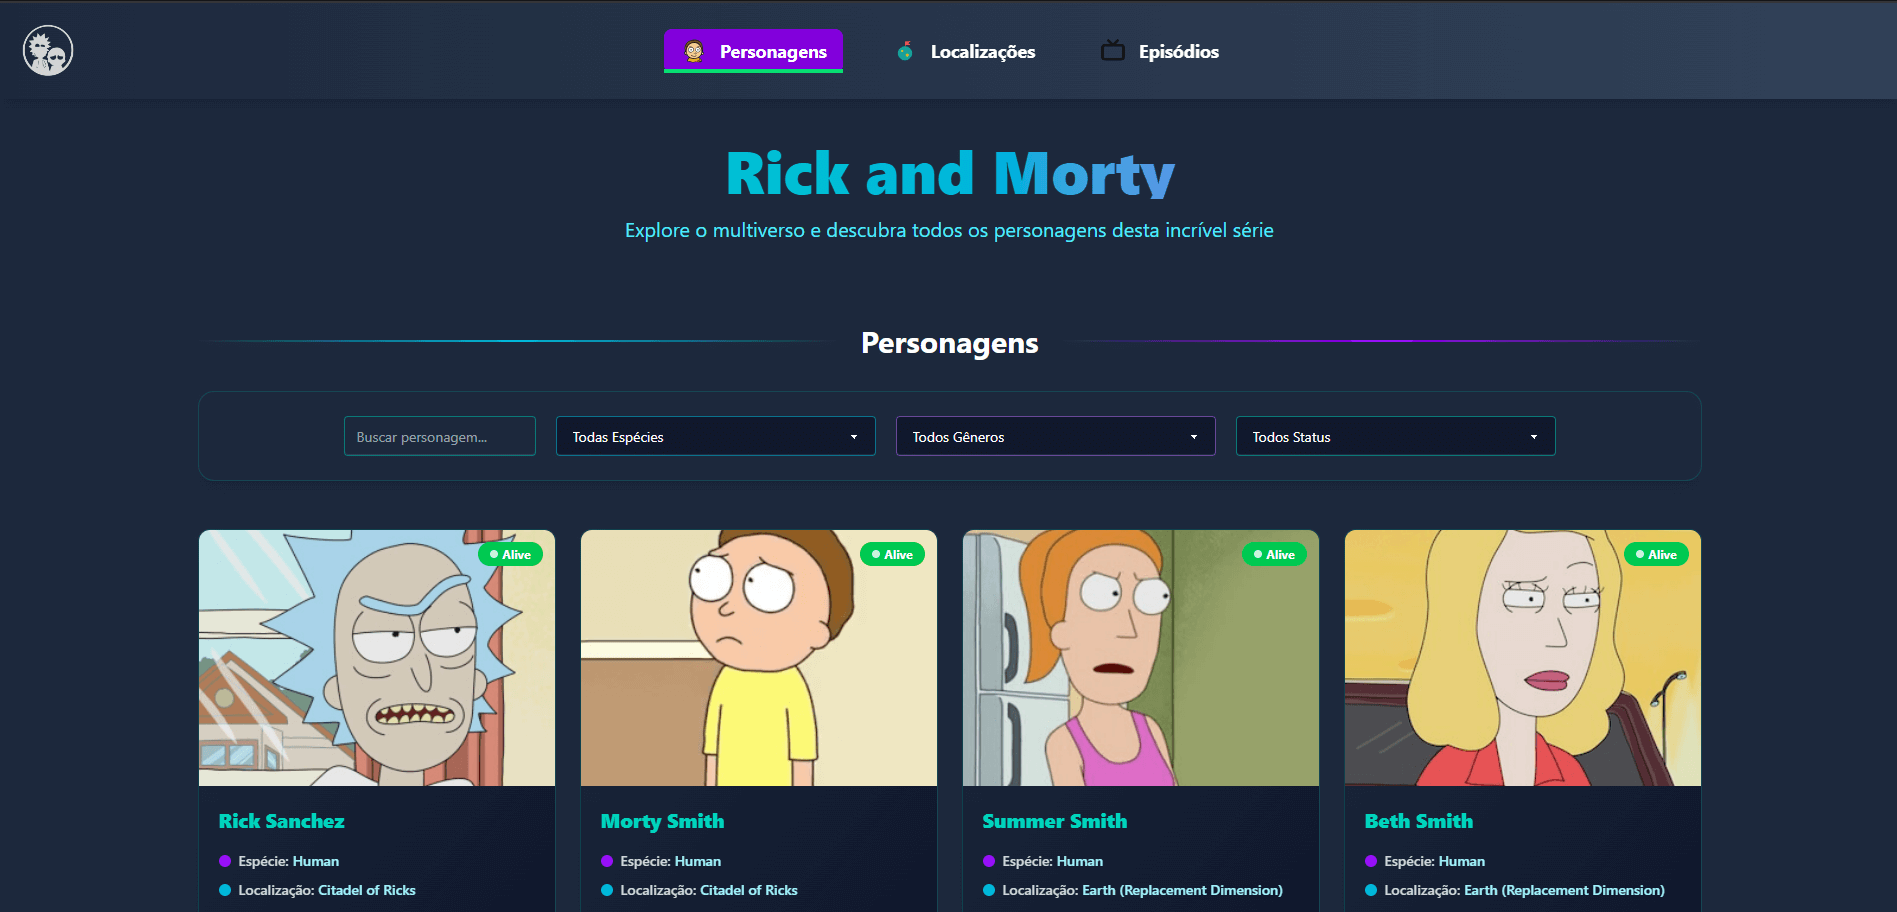 Personagens
Localizações
Episódios
Rick and Morty
Explore o multiverso e descubra todos os personagens desta incrível série
Personagens
Buscar personagem...
Todas Espécies
Todos Gêneros
Todos Status
Alive
Alive
Alive
Alive
Rick Sanchez
Espécie: Human
Localização: Citadel of Ricks
Morty Smith
Espécie: Human
Localização: Citadel of Ricks
Summer Smith
Espécie: Human
Localização: Earth (Replacement Dimension)
Beth Smith
Espécie: Human
Localização: Earth (Replacement Dimension)